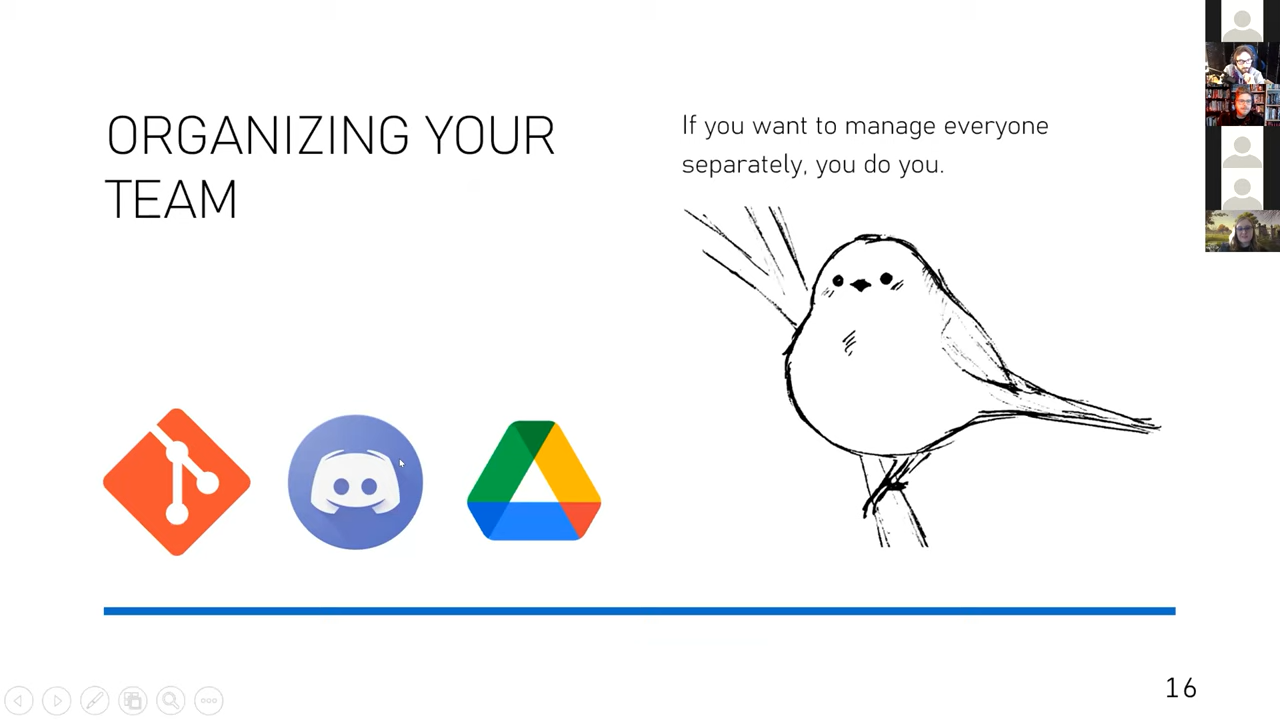 ORGANIZING YOUR
TEAM
If you want to manage everyone
separately, you do you.
16